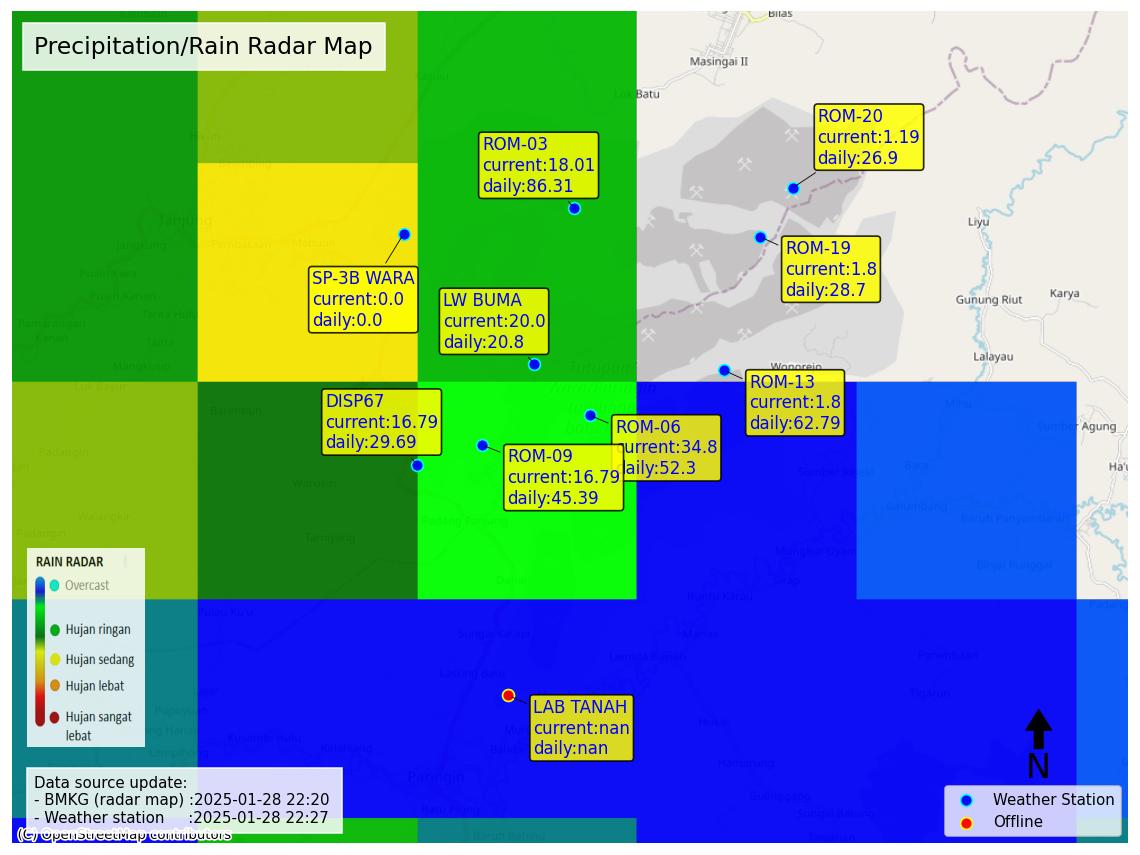 Precipitation/Rain Radar Map
Bilas
Masingai II
Lok Batu
ROM-20
current:1.19
daily:26.9
ROM-03
current:18.01
daily:86.31
Tanjung
Liyu
ROM-19
current:1.8
daily:28.7
SP-3B WARA
current:0.0
daily:0.0
LW BUMA
current:20.0
daily:20.8
Gunung Riut
Karya
Lalayau
Wonorejo
ROM-13
current:1.8
daily:62.79
DISP67
current:16.79
daily:29.69
ROM-06
current:34.8
daily:52.3
ROM-09
current:16.79
daily:45.39
Sumber Agung
RAIN RADAR
Overcast
Hujan ringan
Hujan sedang
Hujan lebat
Hujan sangat
lebat
LAB TANAH
current:nan
daily:nan
Paringin
N
Data source update:
- BMKG (radar map) :2025-01-28 22:20
- Weather station :2025-01-28 22:27
(C) OpenStreetMap contributors
Weather Station
Offline